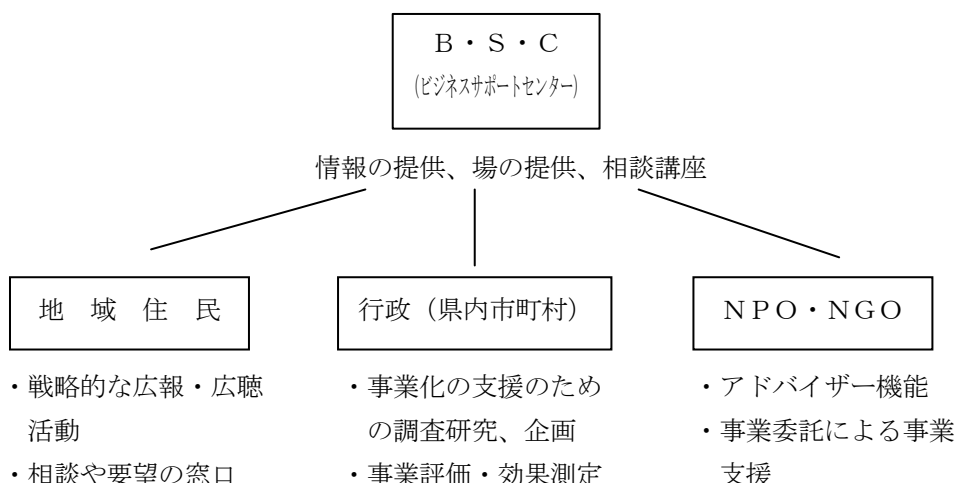 B・S・C
(ビジネスサポートセンター)
情報の提供、場の提供、相談講座
地 域 住 民
行政（県内市町村）
NPO・NGO
・戦略的な広報・広聴
活動
・相談や要望の窓口
・事業化の支援のため
の調査研究、企画
・事業評価・効果測定
・アドバイザー機能
・事業委託による事業
支援